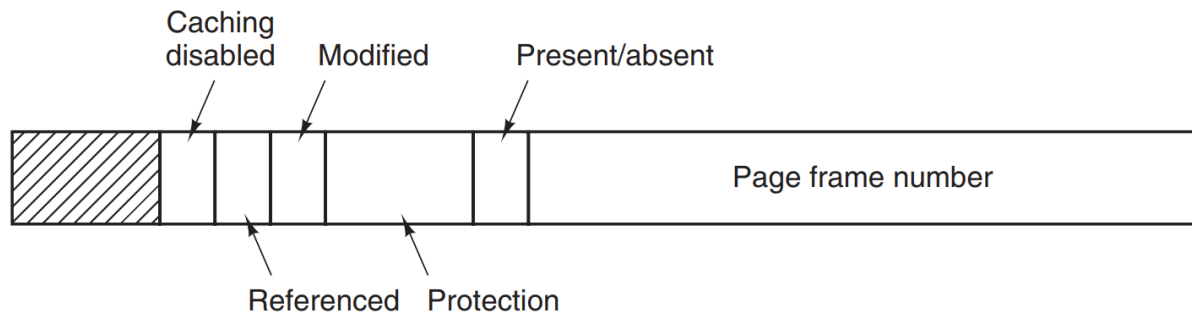 Caching
disabled
Modified
Present/absent
Page frame number
Referenced
Protection